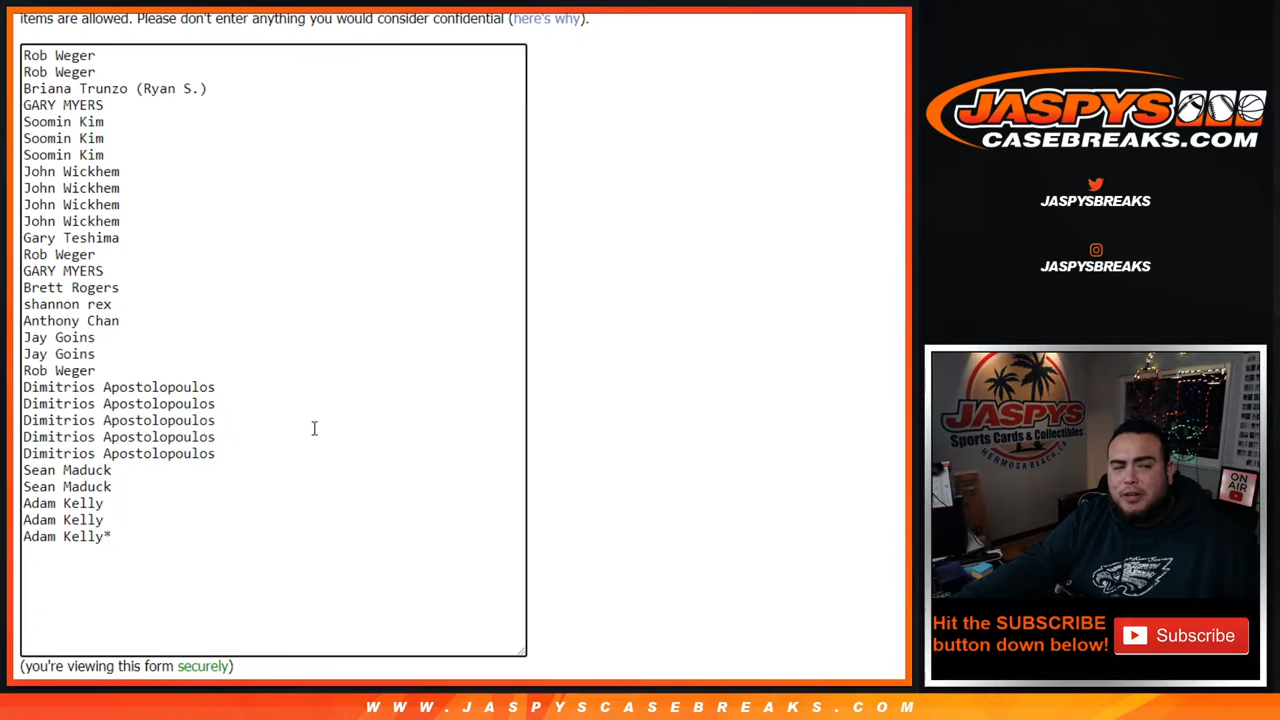 items are allowed. Please don't enter anything you would consider confidential (here's why).
Rob Weger
Rob Weger
Briana Trunzo (Ryan S.)
GARY MYERS
Soomin Kim
Soomin Kim
Soomin Kim
John Wickhem
John Wickhem
John Wickhem
John Wickhem
Gary Teshima
Rob Weger
GARY MYERS
Brett Rogers
shannon rex
Anthony Chan
Jay Goins
Jay Goins
Rob Weger
Dimitrios Apostolopoulos
Dimitrios Apostolopoulos
Dimitrios Apostolopoulos
Dimitrios Apostolopoulos
Dimitrios Apostolopoulos
Sean Maduck
Sean Maduck
Adam Kelly
Adam Kelly
Adam Kelly*
(you're viewing this form securely)
JASPYS
CASEBREAKS.COM
JASPYSBREAKS
JASPYSBREAKS
JASPYS
Sports Cards & Collectibles
HERMOSA BEACH, CA
ON
AIR
Hit the SUBSCRIBE
button down below!
Subscribe
WWW.JASPYSCASEBREAKS.COM